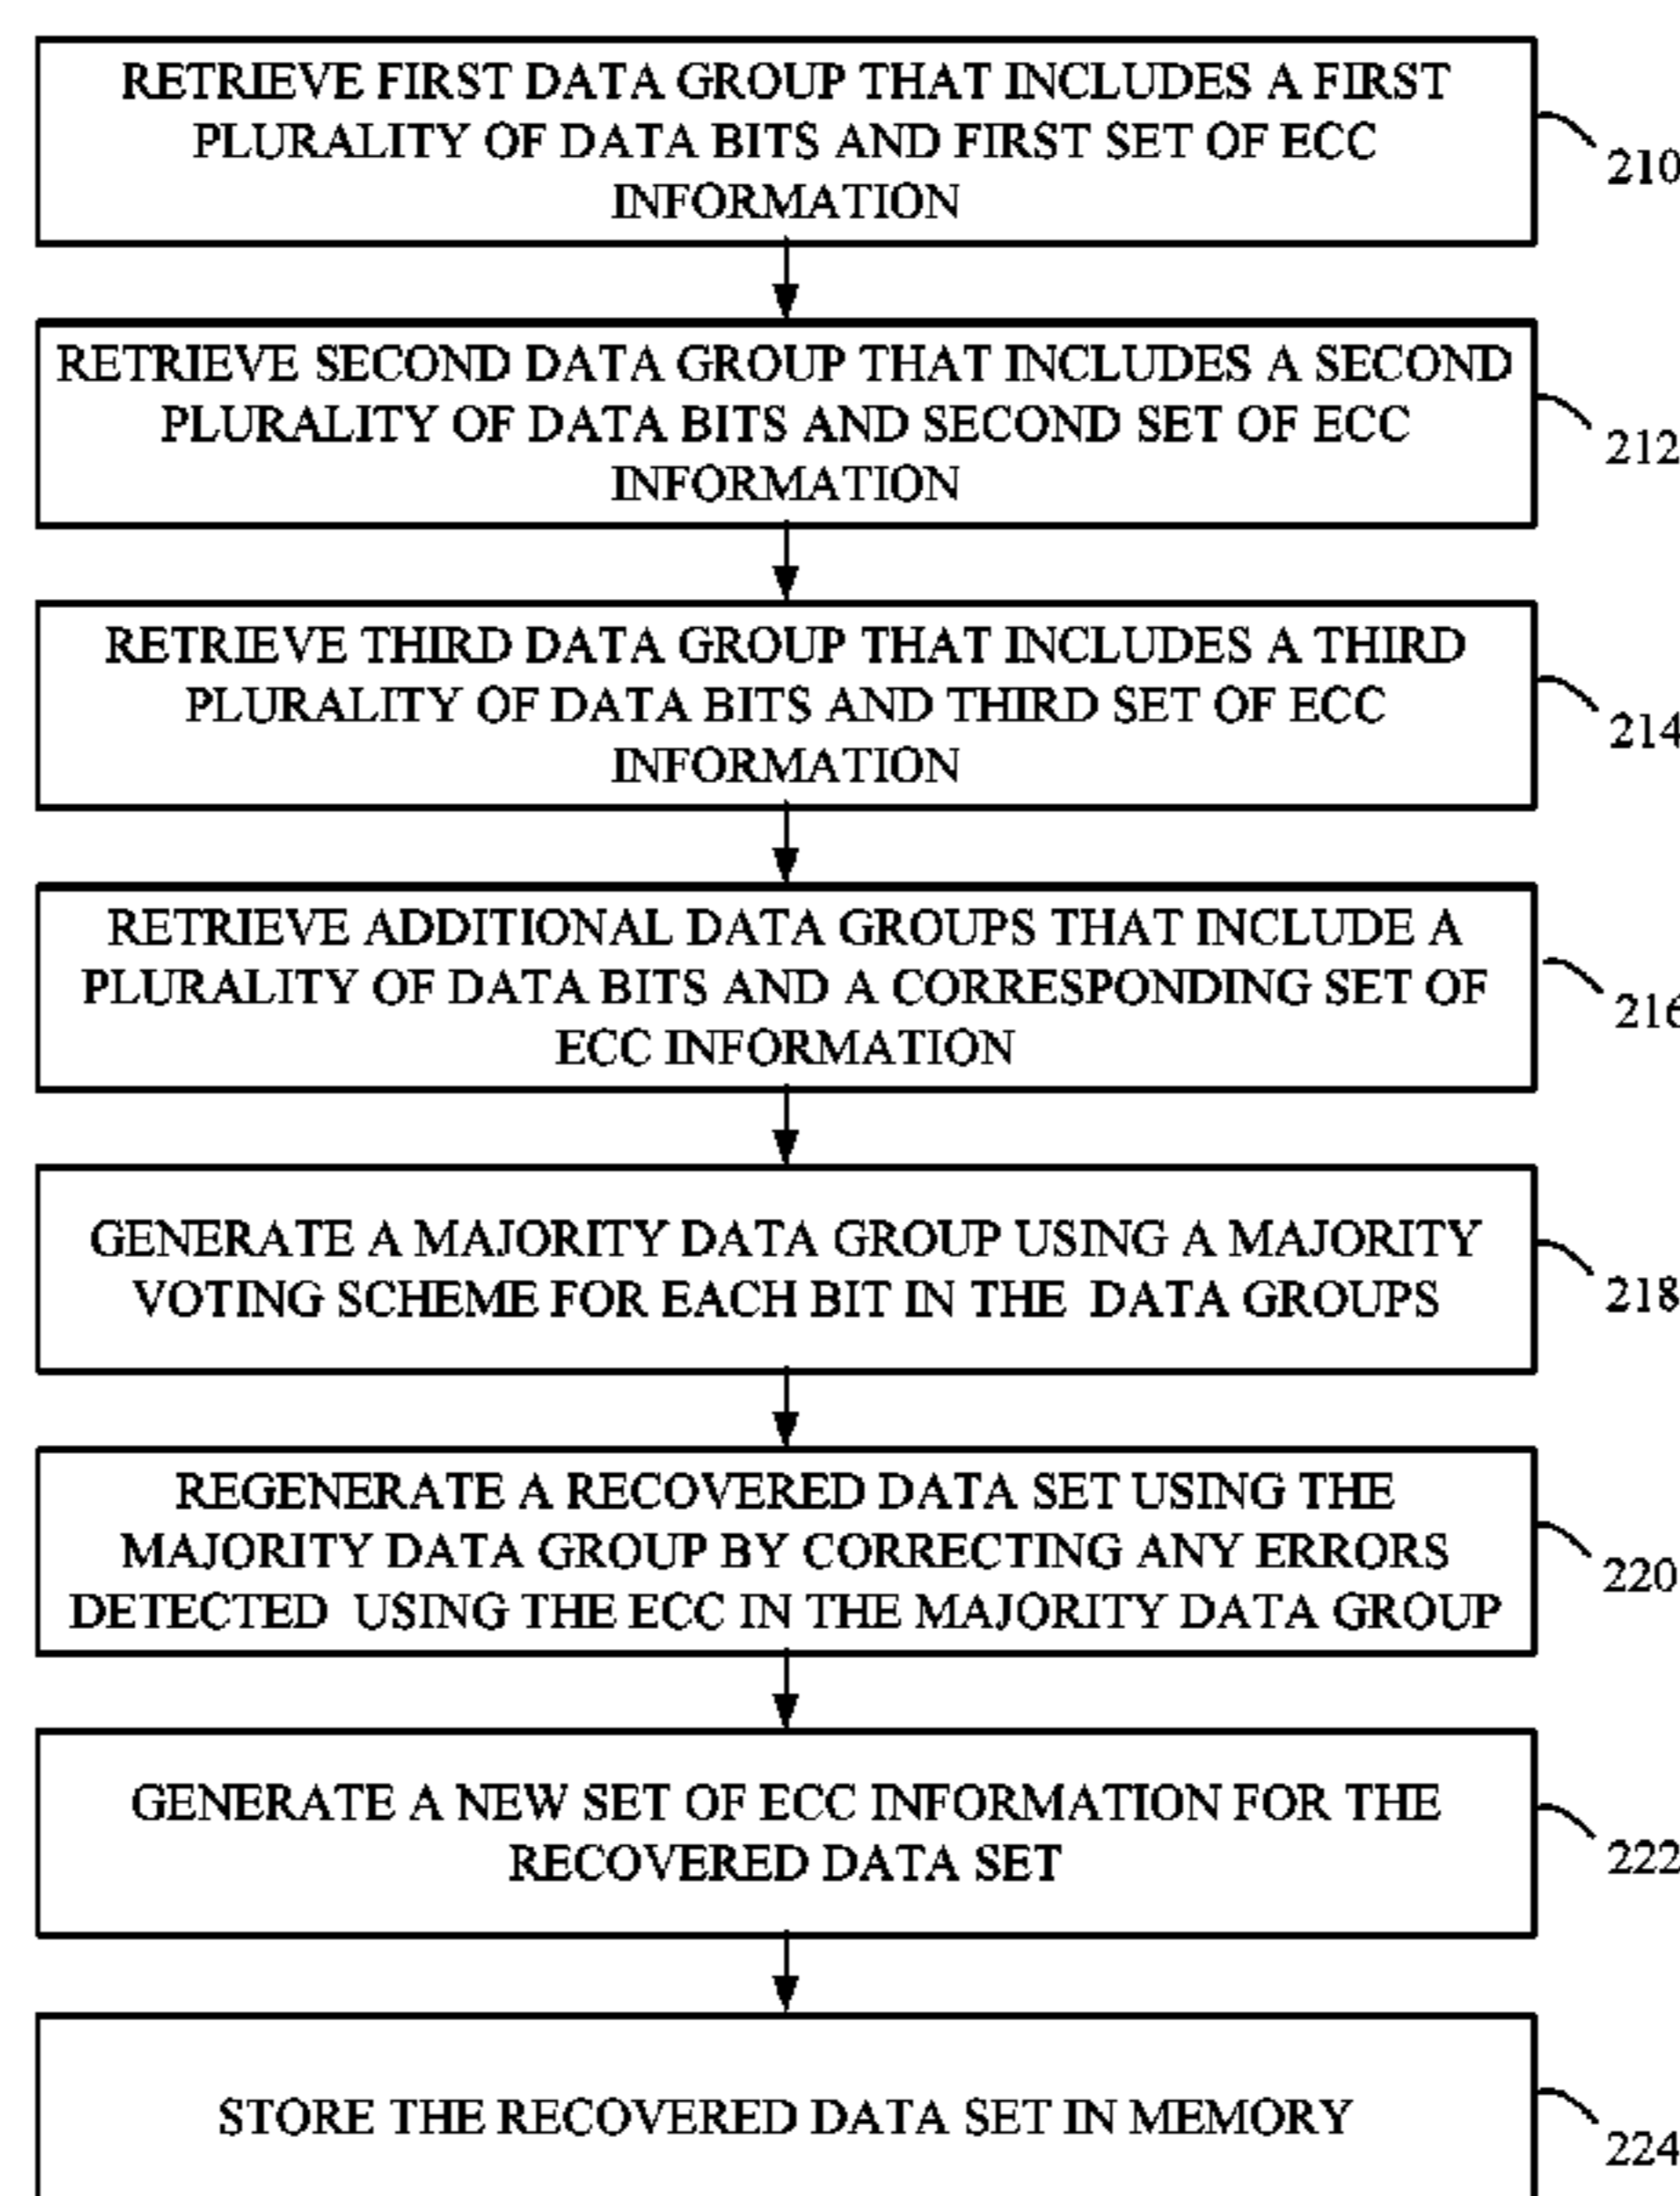 RETRIEVE FIRST DATA GROUP THAT INCLUDES A FIRST
PLURALITY OF DATA BITS AND FIRST SET OF ECC
INFORMATION
210
RETRIEVE SECOND DATA GROUP THAT INCLUDES A SECOND
PLURALITY OF DATA BITS AND SECOND SET OF ECC
INFORMATION
212
RETRIEVE THIRD DATA GROUP THAT INCLUDES A THIRD
PLURALITY OF DATA BITS AND THIRD SET OF ECC
INFORMATION
214
RETRIEVE ADDITIONAL DATA GROUPS THAT INCLUDE A
PLURALITY OF DATA BITS AND A CORRESPONDING SET OF
ECC INFORMATION
216
GENERATE A MAJORITY DATA GROUP USING A MAJORITY
VOTING SCHEME FOR EACH BIT IN THE DATA GROUPS
218
REGENERATE A RECOVERED DATA SET USING THE
MAJORITY DATA GROUP BY CORRECTING ANY ERRORS
DETECTED USING THE ECC IN THE MAJORITY DATA GROUP
220
GENERATE A NEW SET OF ECC INFORMATION FOR THE
RECOVERED DATA SET
222
STORE THE RECOVERED DATA SET IN MEMORY
224